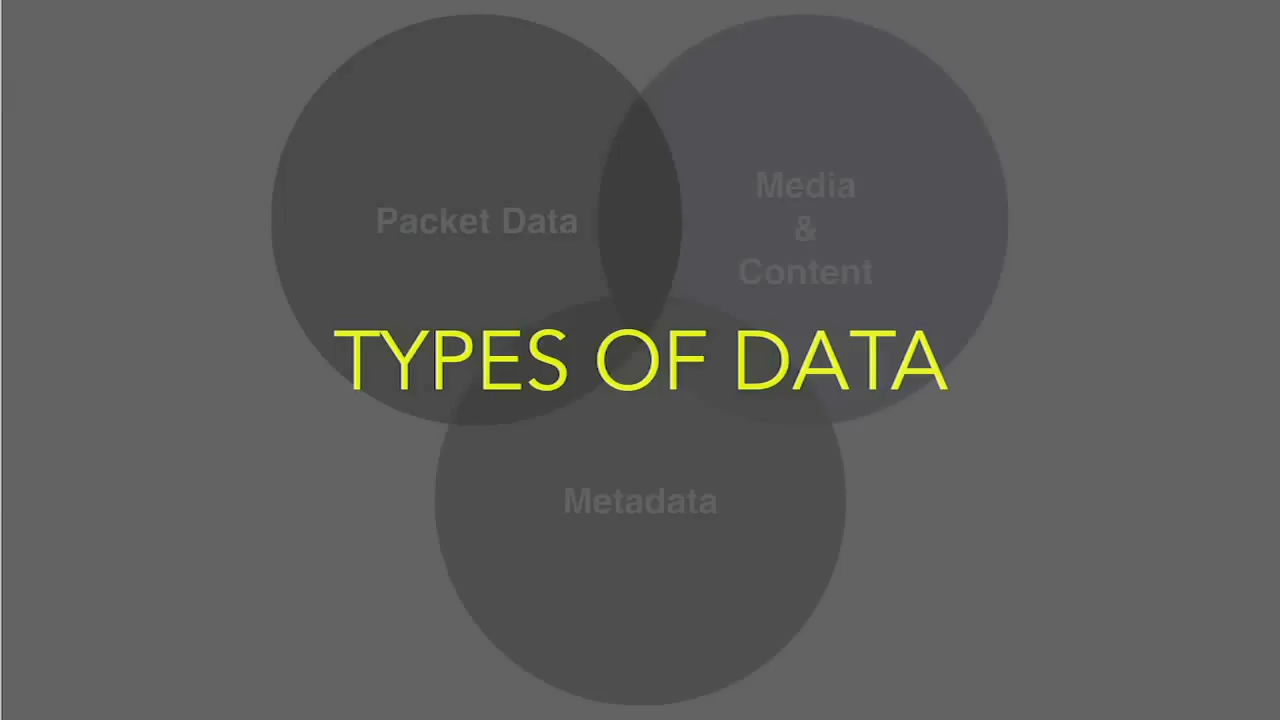 Packet Data
Media
&
Content
TYPES OF DATA
Metadata